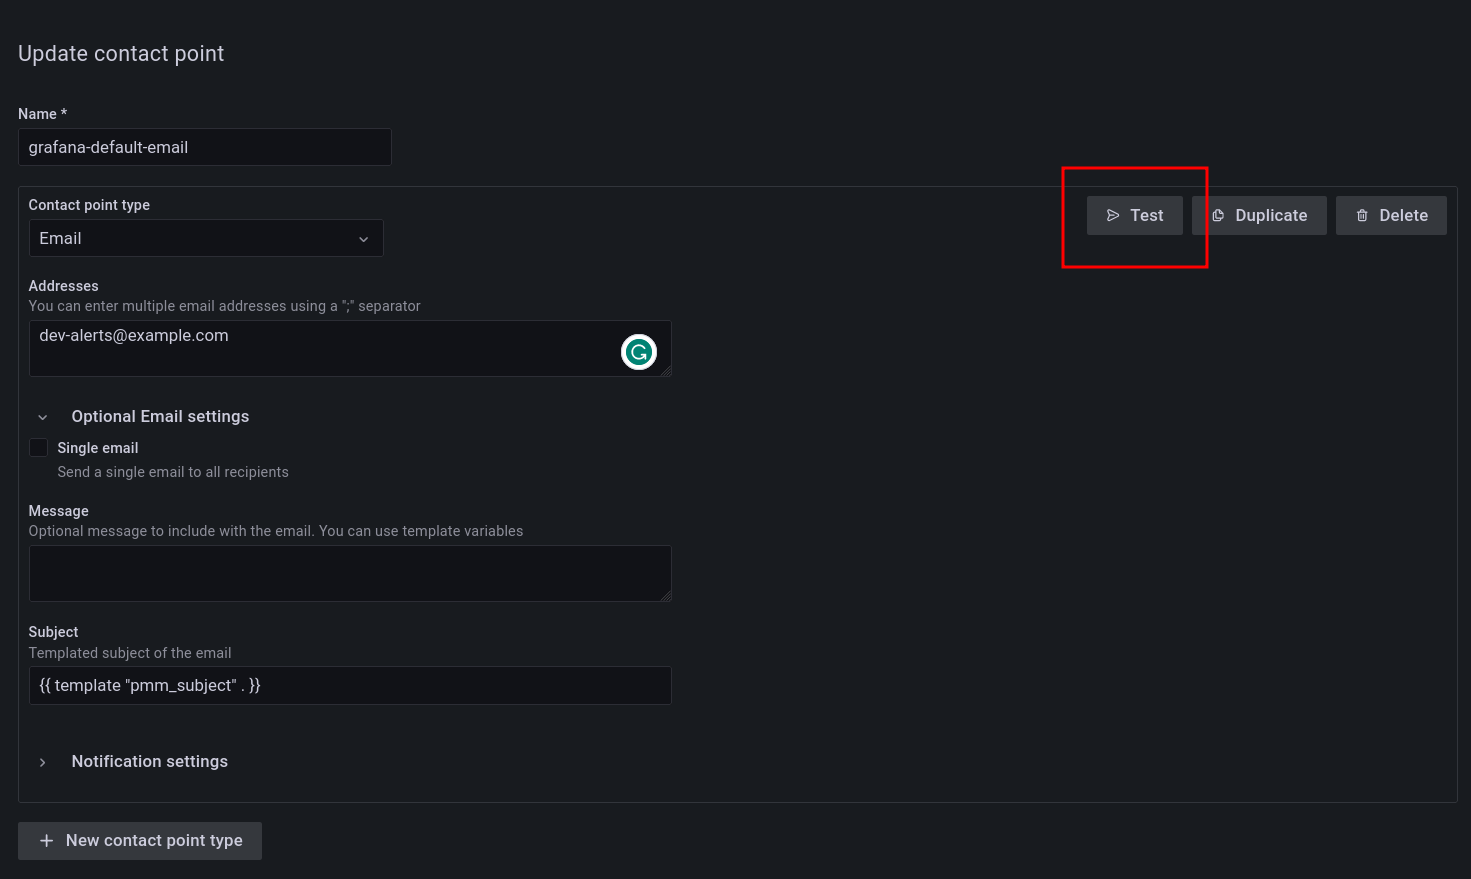 Update contact point
Name *
grafana-default-email
Contact point type
Test
Duplicate
Delete
Email
Addresses
You can enter multiple email addresses using a ";" separator
dev-alerts@example.com
Optional Email settings
Single email
Send a single email to all recipients
Message
Optional message to include with the email. You can use template variables
Subject
Templated subject of the email
{{ template "pmm_subject" . }}
Notification settings
New contact point type